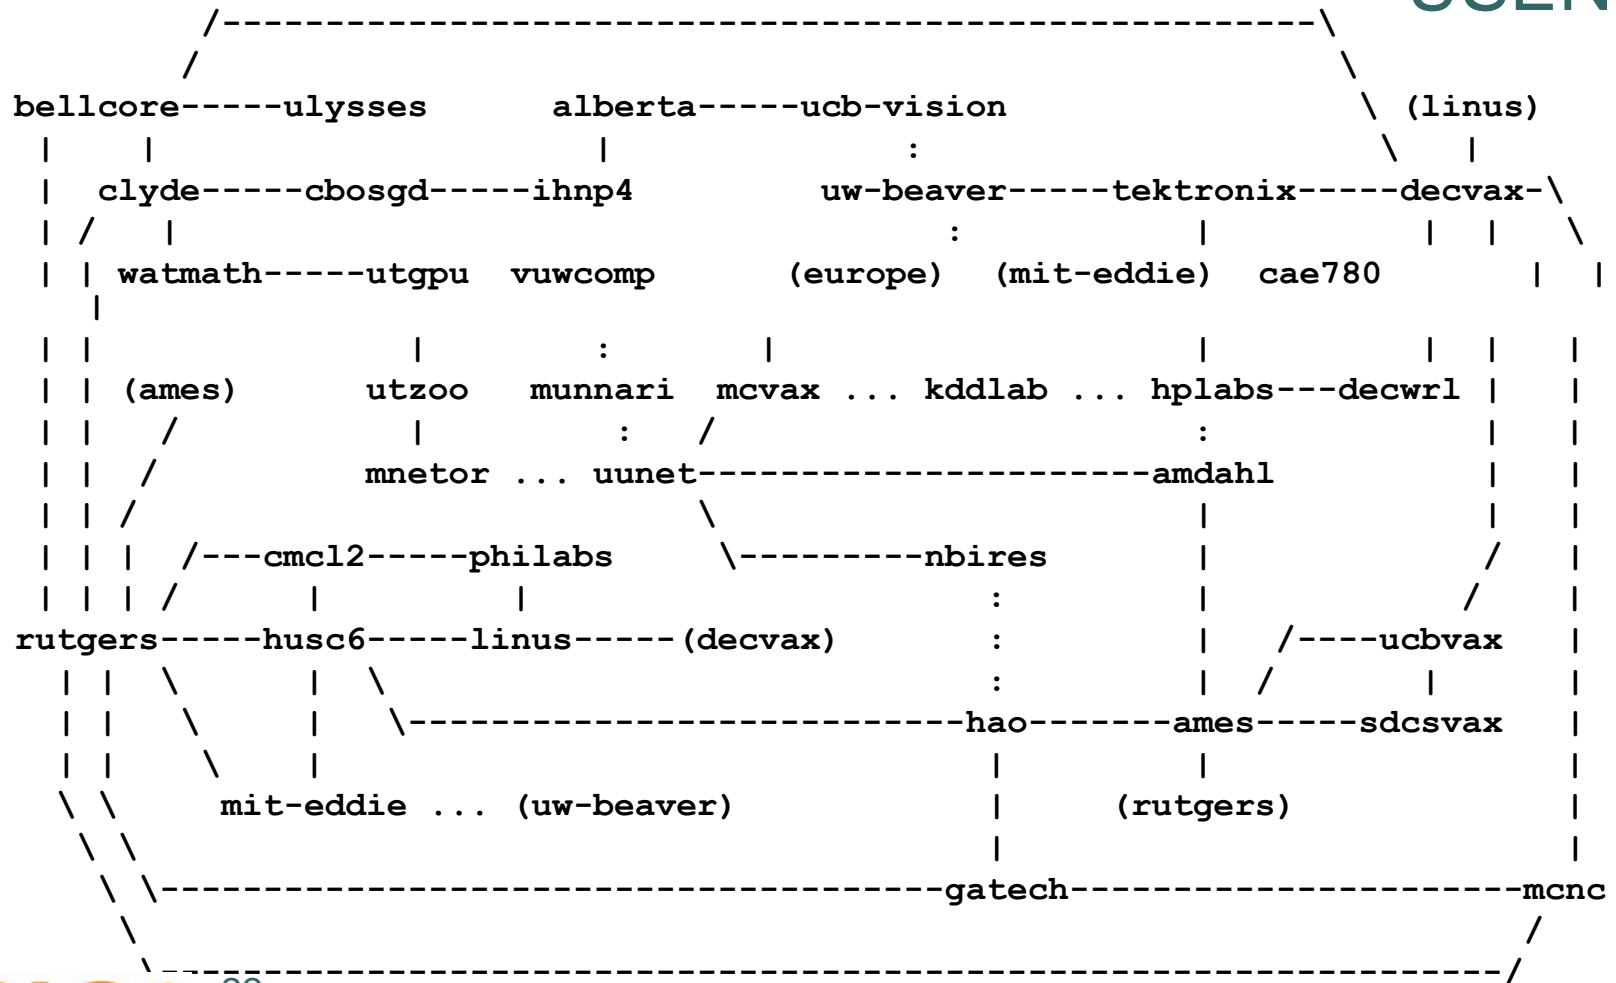 /-----------------------------------------------------\
/ \
bellcore-----ulysses alberta-----ucb-vision \ (linus)
| | | : \ |
| clyde-----cbosgd-----ihnp4 uw-beaver-----tektronix-----decvax-\
| / | : | | | \
| | watmath-----utgpu vuwcomp (europe) (mit-eddie) cae780 | |
|
| | | : | | | | |
| | (ames) utzoo munnari mcvax ... kddlab ... hplabs---decwrl | |
| | / | : / : | |
| | / mnetor ... uunet----------------------amdahl | |
| | / \ | | |
| | | /---cmcl2-----philabs \---------nbires | / |
| | | / | | : | / |
rutgers-----husc6-----linus-----(decvax) : | /----ucbvax |
| | \ | \ : | / | |
| | \ | \---------------------------hao-------ames-----sdcsvax |
| | \ | | | |
\ \ mit-eddie ... (uw-beaver) | (rutgers) |
\ \ | |
\ \--------------------------------------gatech----------------------mcnc
\ /
\-----------------------------------------------------------------/